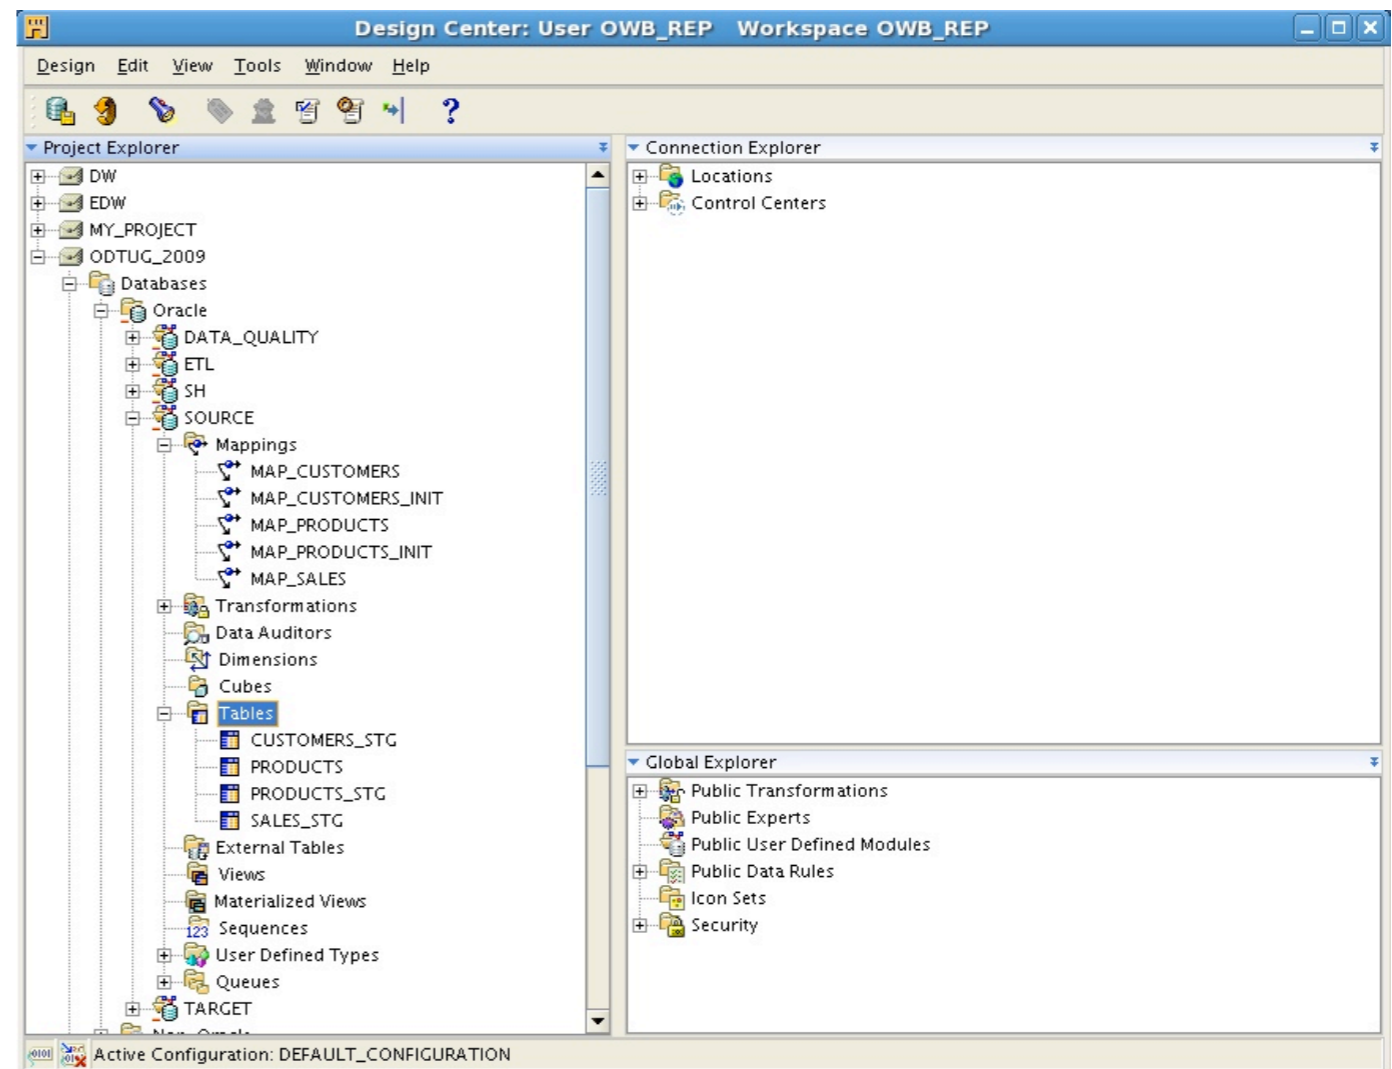 Design Center: User OWB_REP Workspace OWB_REP
Design Edit View Tools Window Help
?
Project Explorer
DW
EDW
MY_PROJECT
ODTUG_2009
Databases
Oracle
DATA_QUALITY
ETL
SH
SOURCE
Mappings
MAP_CUSTOMERS
MAP_CUSTOMERS_INIT
MAP_PRODUCTS
MAP_PRODUCTS_INIT
MAP_SALES
Transformations
Data Auditors
Dimensions
Cubes
Tables
CUSTOMERS_STG
PRODUCTS
PRODUCTS_STG
SALES_STG
External Tables
Views
Materialized Views
123 Sequences
User Defined Types
Queues
TARGET
Connection Explorer
Locations
Control Centers
Global Explorer
Public Transformations
Public Experts
Public User Defined Modules
Public Data Rules
Icon Sets
Security
Active Configuration: DEFAULT_CONFIGURATION